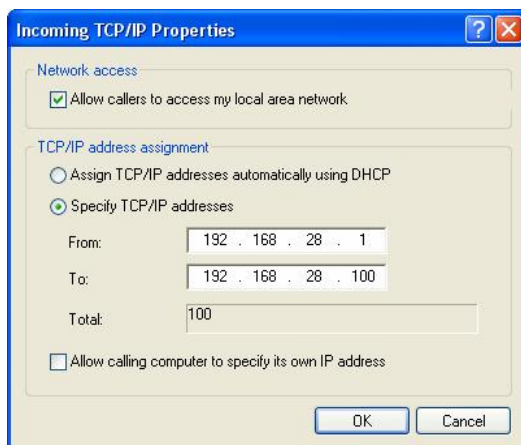 Incoming TCP/IP Properties
Network access
Allow callers to access my local area network
TCP/IP address assignment
Assign TCP/IP addresses automatically using DHCP
Specify TCP/IP addresses
From: 192 . 168 . 28 . 1
To: 192 . 168 . 28 . 100
Total: 100
Allow calling computer to specify its own IP address
OK Cancel